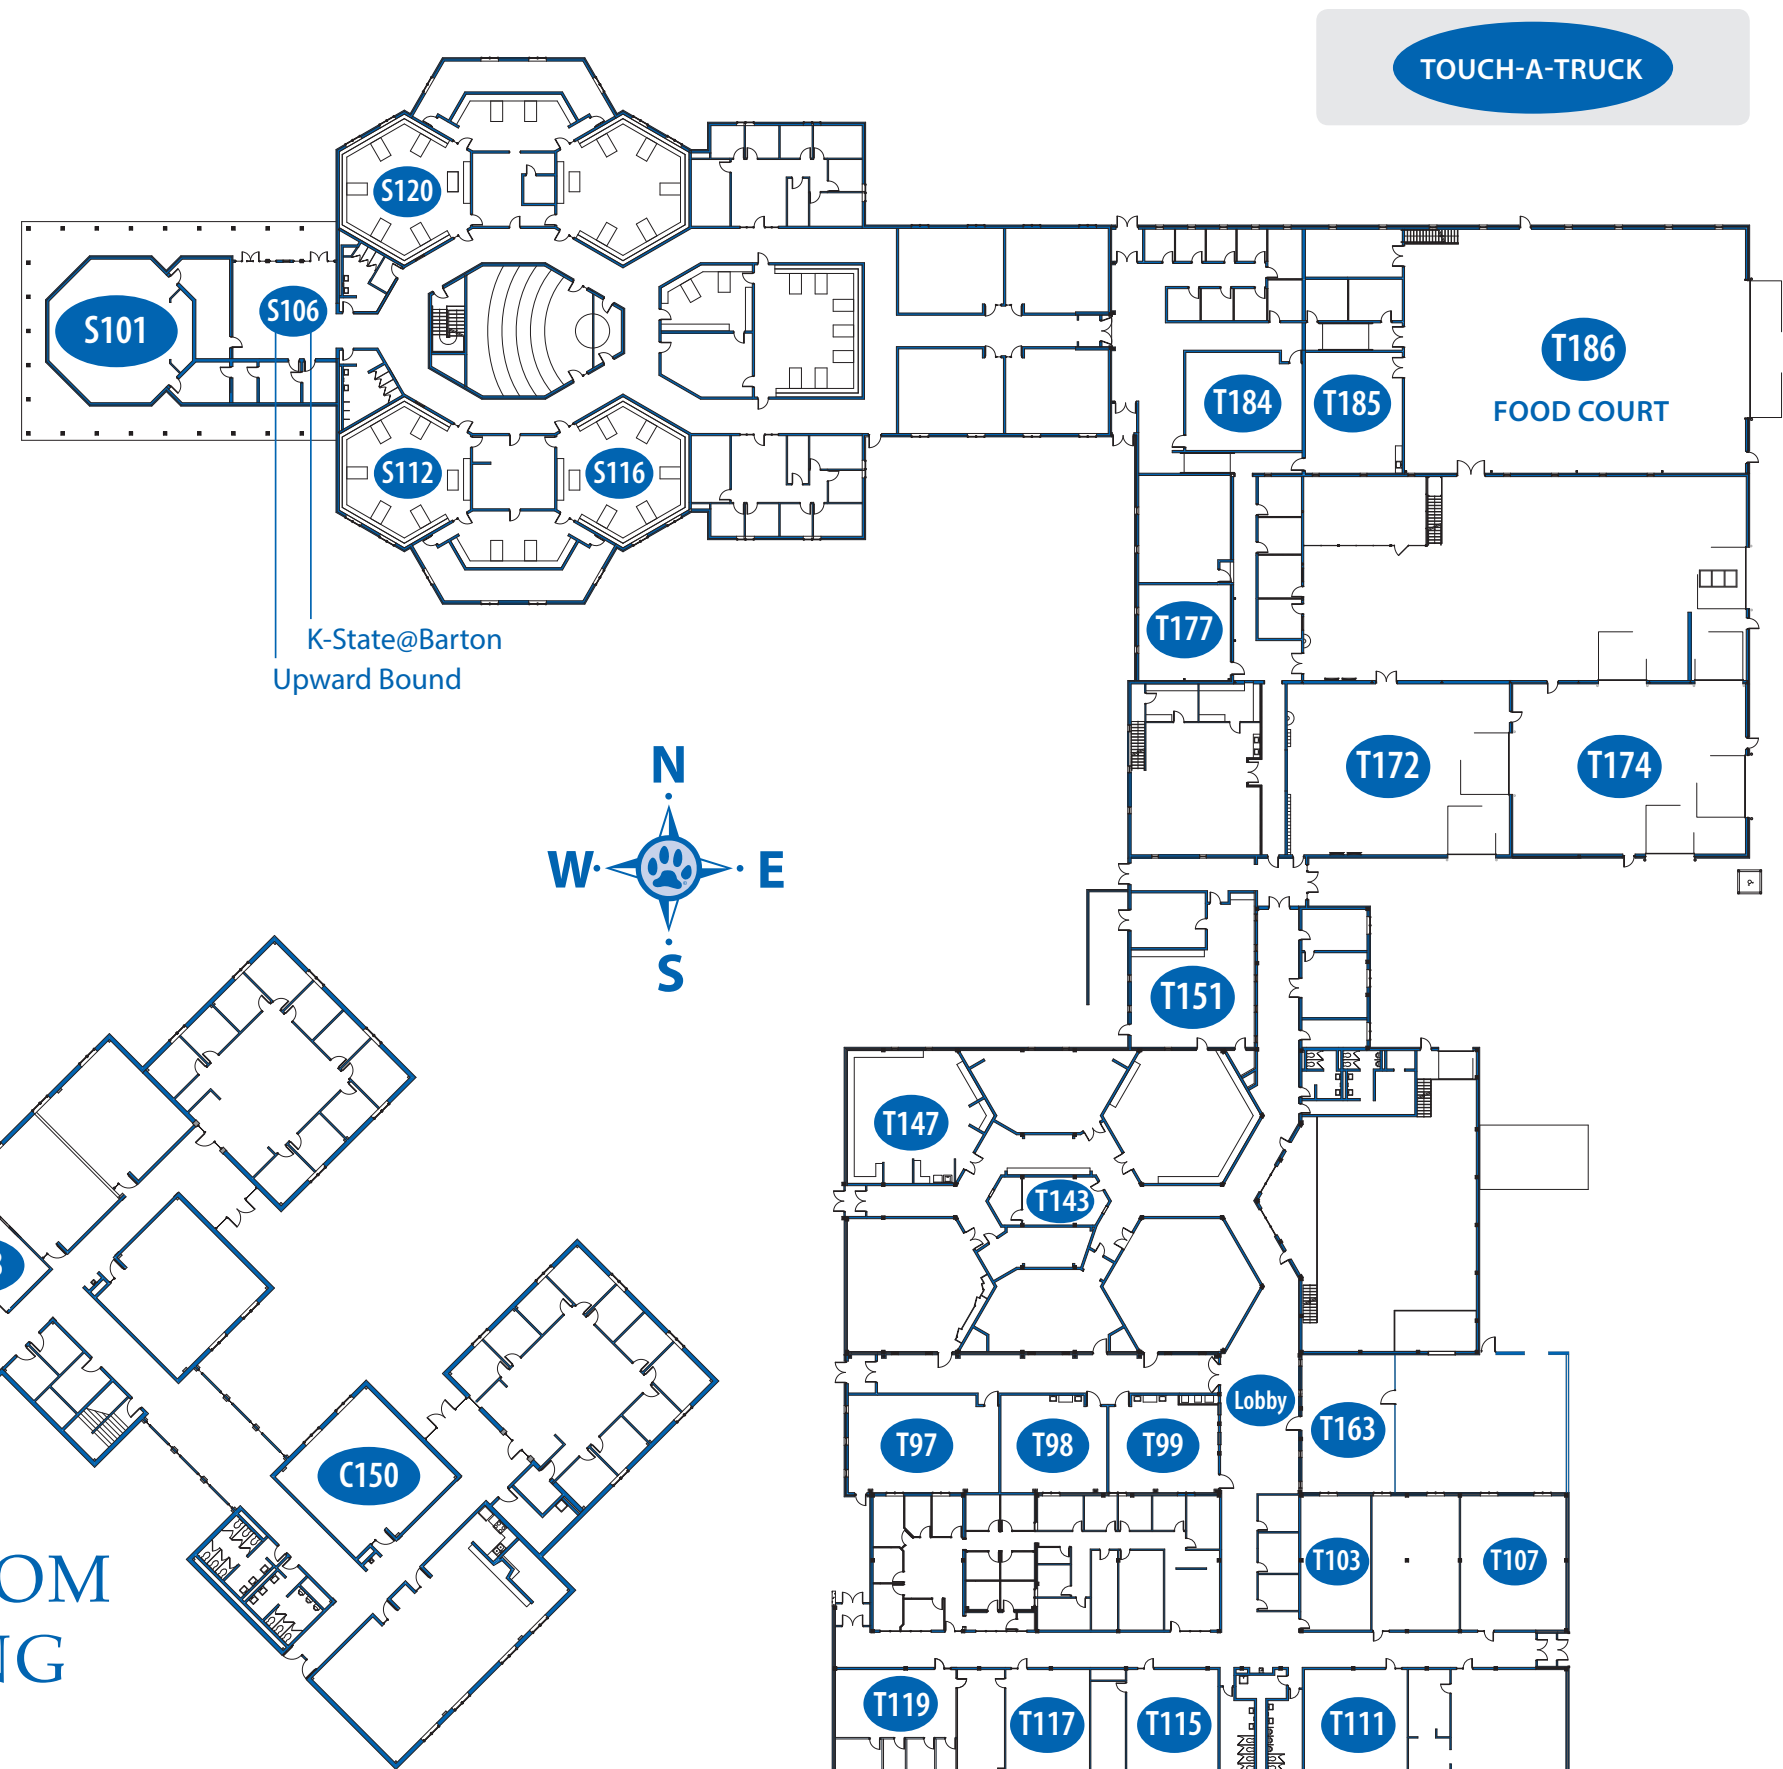 TOUCH-A-TRUCK
S120
S101
S106
T186
FOOD COURT
T184
T185
S112
S116
T177
K-State@Barton
Upward Bound
N
W
E
S
T172
T174
T151
T147
T143
Lobby
T163
T97
T98
T99
C150
T103
T107
OM
NG
T119
T117
T115
T111